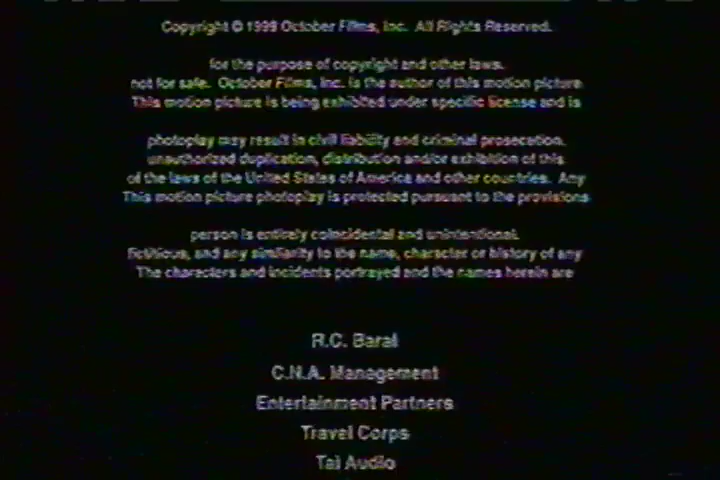 Copyright © 1999 October Films, Inc. All Rights Reserved.
for the purpose of copyright and other laws.
not for sale. October Films, Inc. is the author of this motion picture
This motion picture is being exhibited under specific license and is
photoplay may result in civil liability and criminal prosecution.
unauthorized duplication, distribution and/or exhibition of this
of the laws of the United States of America and other countries. Any
This motion picture photoplay is protected pursuant to the provisions
person is entirely coincidental and unintentional.
fictitious, and any similarity to the name, character or history of any
The characters and incidents portrayed and the names herein are
R.C. Baral
C.N.A. Management
Entertainment Partners
Travel Corps
Tai Audio